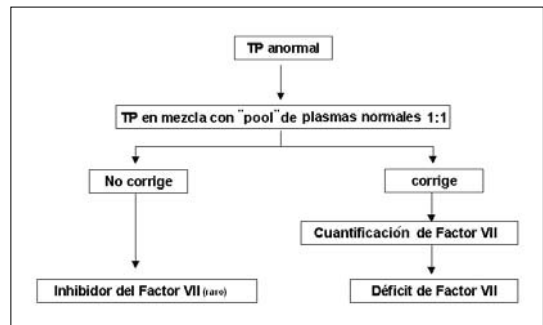 TP anormal
TP en mezcla con ¨pool¨ de plasmas normales 1:1
No corrige
corrige
Cuantificación de Factor VII
Inhibidor del Factor VII (raro)
Déficit de Factor VII